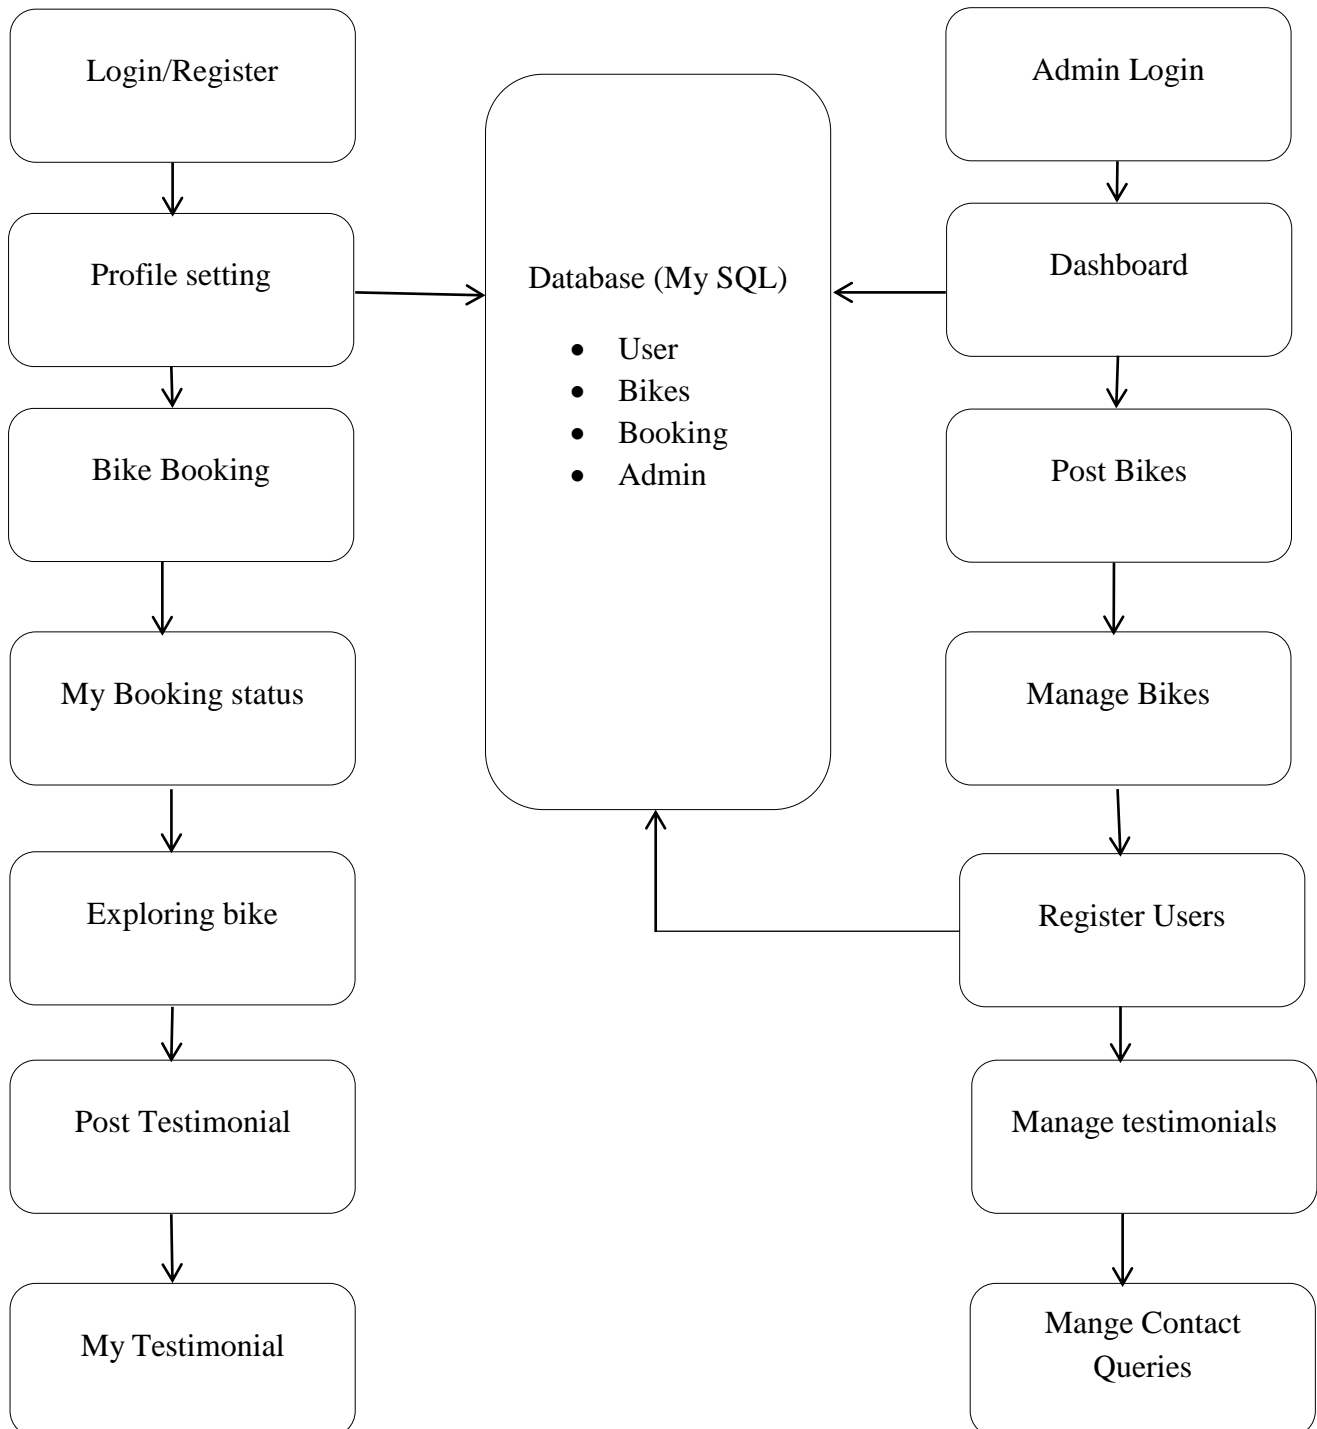 Login/Register
Profile setting
Bike Booking
My Booking status
Exploring bike
Post Testimonial
My Testimonial
Database (My SQL)
• User
• Bikes
• Booking
• Admin
Admin Login
Dashboard
Post Bikes
Manage Bikes
Register Users
Manage testimonials
Mange Contact
Queries